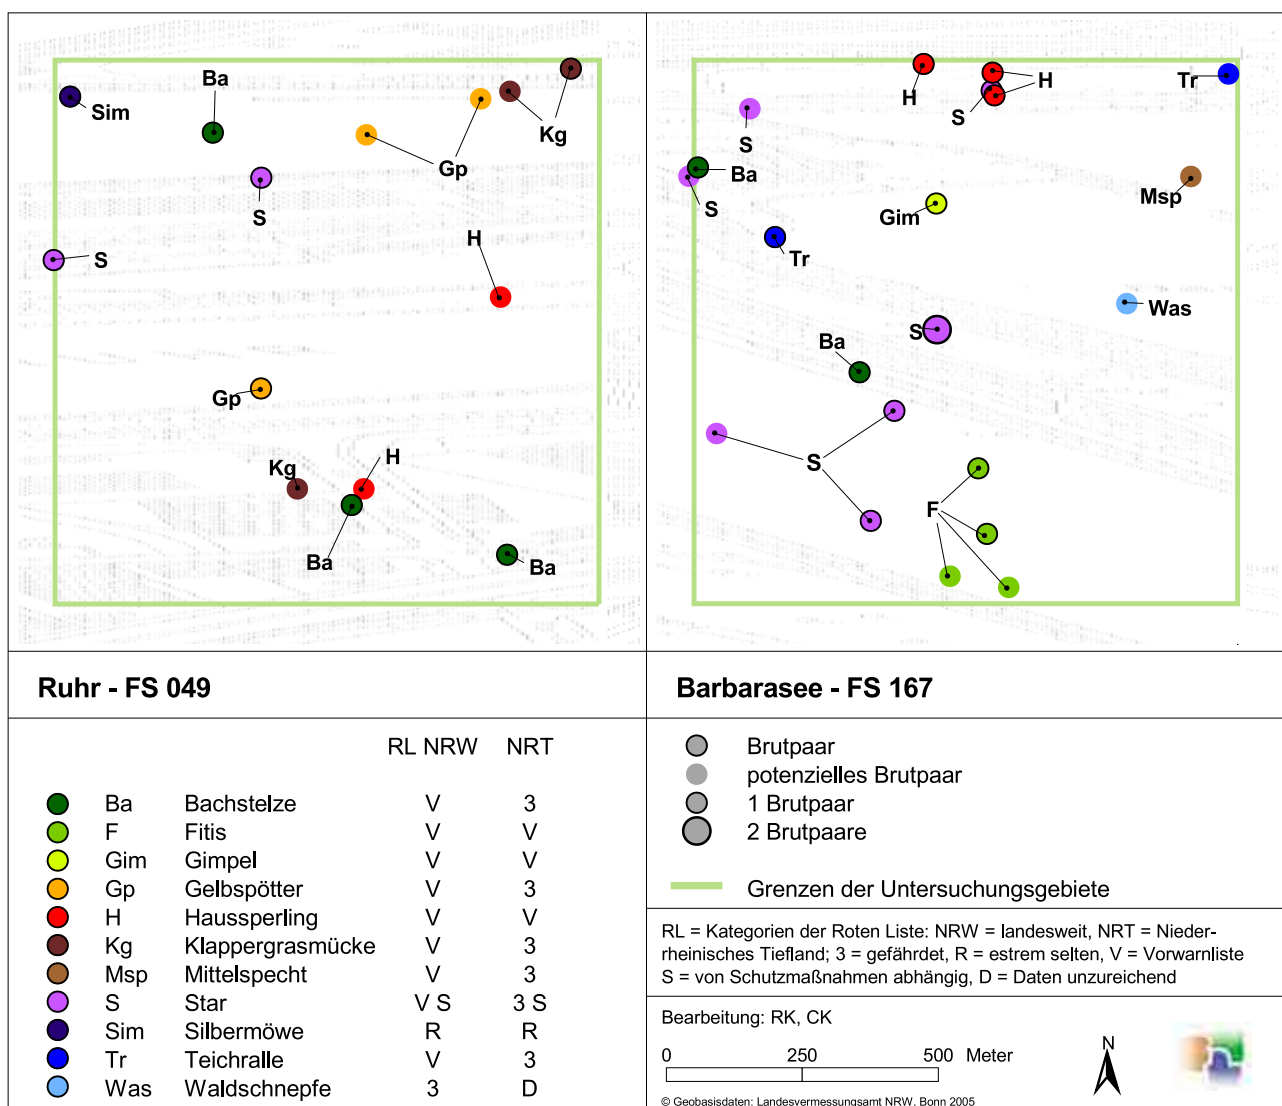 Ba
Sim
Kg
Gp
S
H
S
Gp
Kg
H
Ba
Ba
H
H
Tr
S
S
Ba
Msp
S
Gim
Tr
Was
S
Ba
S
F
Ruhr - FS 049
Barbarasee - FS 167
RL NRW NRT
Ba Bachstelze V 3
F Fitis V V
Gim Gimpel V V
Gp Gelbspötter V 3
H Haussperling V V
Kg Klappergrasmücke V 3
Msp Mittelspecht V 3
S Star V S 3 S
Sim Silbermöwe R R
Tr Teichralle V 3
Was Waldschnepfe 3 D
Brutpaar
potenzielles Brutpaar
1 Brutpaar
2 Brutpaare
Grenzen der Untersuchungsgebiete
RL = Kategorien der Roten Liste: NRW = landesweit, NRT = Nieder-
rheinisches Tiefland; 3 = gefährdet, R = estrem selten, V = Vorwarnliste
S = von Schutzmaßnahmen abhängig, D = Daten unzureichend
Bearbeitung: RK, CK
0 250 500 Meter
N
© Geobasisdaten: Landesvermessungsamt NRW, Bonn 2005